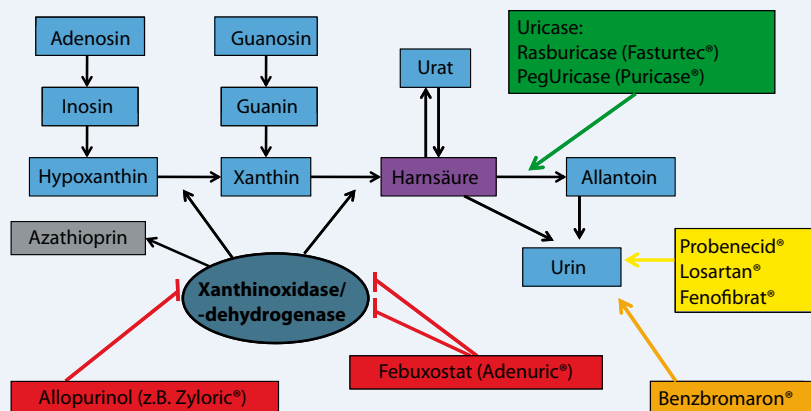 Adenosin
Guanosin
Uricase:
Rasburicase (Fasturtec®)
PegUricase (Puricase®)
Urat
Inosin
Guanin
Hypoxanthin
Xanthin
Harnsäure
Allantoin
Azathioprin
Urin
Probenecid®
Losartan®
Fenofibrat®
Xanthinoxidase/
-dehydrogenase
Febuxostat (Adenuric®)
Allopurinol (z.B. Zyloric®)
Benzbromaron®